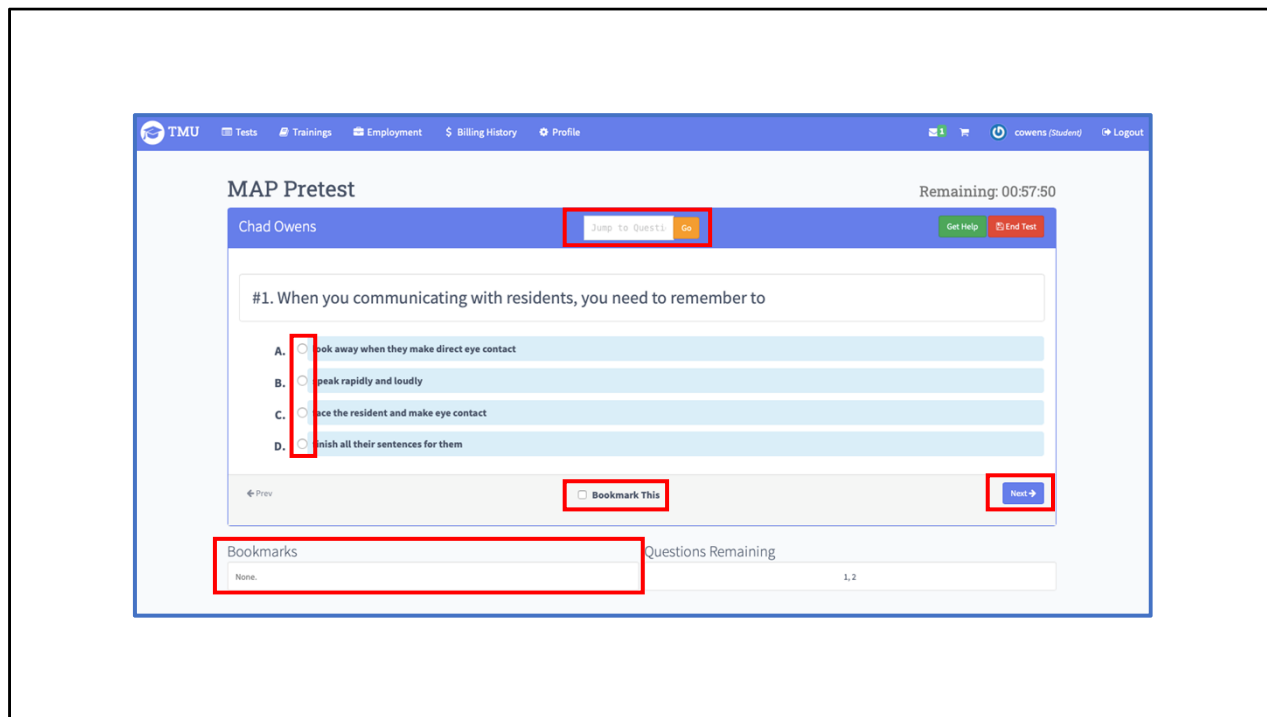 TMU Tests Trainings Employment $ Billing History Profile 1 cowens (Student) Logout
MAP Pretest Remaining: 00:57:50
Chad Owens Jump to Questi Go Get Help End Test
#1. When you communicating with residents, you need to remember to
A. ook away when they make direct eye contact
B. peak rapidly and loudly
C. ace the resident and make eye contact
D. inish all their sentences for them
Prev Bookmark This Next
Bookmarks Questions Remaining
None. 1, 2